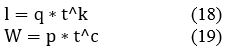 l = q * t^k (18)
W = p * t^c (19)